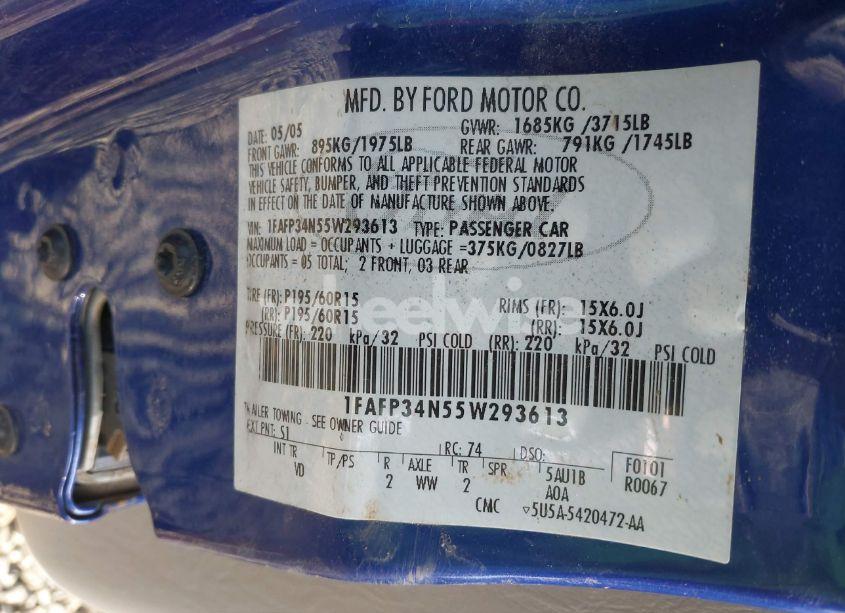 MFD. BY FORD MOTOR CO.
DATE: 05/05 GVWR: 1685KG /3715LB
FRONT GAWR: 895KG/1975LB REAR GAWR: 791KG /1745LB
THIS VEHICLE CONFORMS TO ALL APPLICABLE FEDERAL MOTOR
VEHICLE SAFETY, BUMPER, AND THEFT PREVENTION STANDARDS
IN EFFECT ON THE DATE OF MANUFACTURE SHOWN ABOVE.
VIN: 1FAFP34N55W293613 TYPE: PASSENGER CAR
MAXIMUM LOAD = OCCUPANTS + LUGGAGE =375KG/0827LB
OCCUPANTS = 05 TOTAL; 2 FRONT, 03 REAR
TIRE (FR): P195/60R15 RIMS (FR): 15X6.0J
(RR): P195/60R15 (RR): 15X6.0J
PRESSURE (FR): 220 kPa/32 PSI COLD (RR): 220 kPa/32 PSI COLD
1FAFP34N55W293613
TRAILER TOWING - SEE OWNER GUIDE
EXT PNT: S1 RC: 74 DSO:
INT TR TP/PS R AXLE TR SPR 5AU1B F0101
VD 2 WW 2 A0A R0067
CMC ▽5U5A-5420472-AA